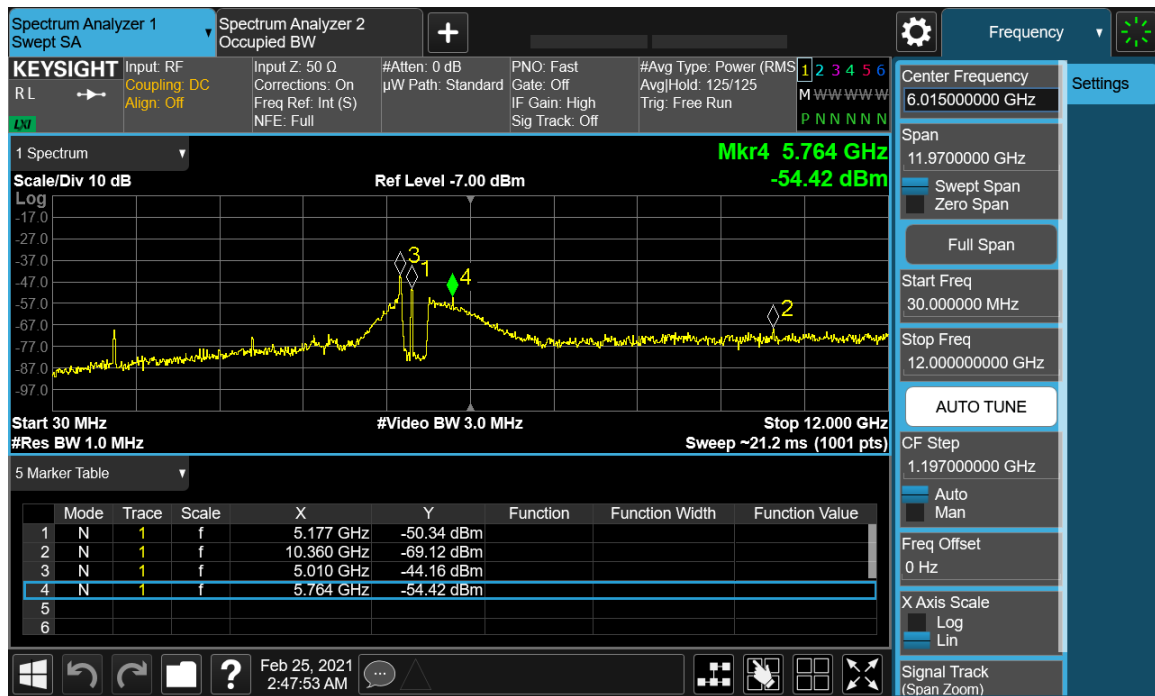 Spectrum Analyzer 1
Swept SA
Spectrum Analyzer 2
Occupied BW
Frequency
KEYSIGHT
RL
LXI
Input: RF
Coupling: DC
Align: Off
Input Z: 50 Ω
Corrections: On
Freq Ref: Int (S)
NFE: Full
#Atten: 0 dB
µW Path: Standard
PNO: Fast
Gate: Off
IF Gain: High
Sig Track: Off
#Avg Type: Power (RMS
Avg|Hold: 125/125
Trig: Free Run
1 2 3 4 5 6
M W W W W W
P N N N N N
1 Spectrum
Mkr4 5.764 GHz
Scale/Div 10 dB
Ref Level -7.00 dBm
-54.42 dBm
Log
-17.0
-27.0
-37.0
-47.0
-57.0
-67.0
-77.0
-87.0
-97.0
3
1
4
2
Start 30 MHz
#Video BW 3.0 MHz
Stop 12.000 GHz
#Res BW 1.0 MHz
Sweep ~21.2 ms (1001 pts)
5 Marker Table
Mode Trace Scale X Y Function Function Width Function Value
1 N 1 f 5.177 GHz -50.34 dBm
2 N 1 f 10.360 GHz -69.12 dBm
3 N 1 f 5.010 GHz -44.16 dBm
4 N 1 f 5.764 GHz -54.42 dBm
5
6
Feb 25, 2021
2:47:53 AM
Center Frequency
6.015000000 GHz
Settings
Span
11.9700000 GHz
Swept Span
Zero Span
Full Span
Start Freq
30.000000 MHz
Stop Freq
12.000000000 GHz
AUTO TUNE
CF Step
1.197000000 GHz
Auto
Man
Freq Offset
0 Hz
X Axis Scale
Log
Lin
Signal Track
(Span Zoom)